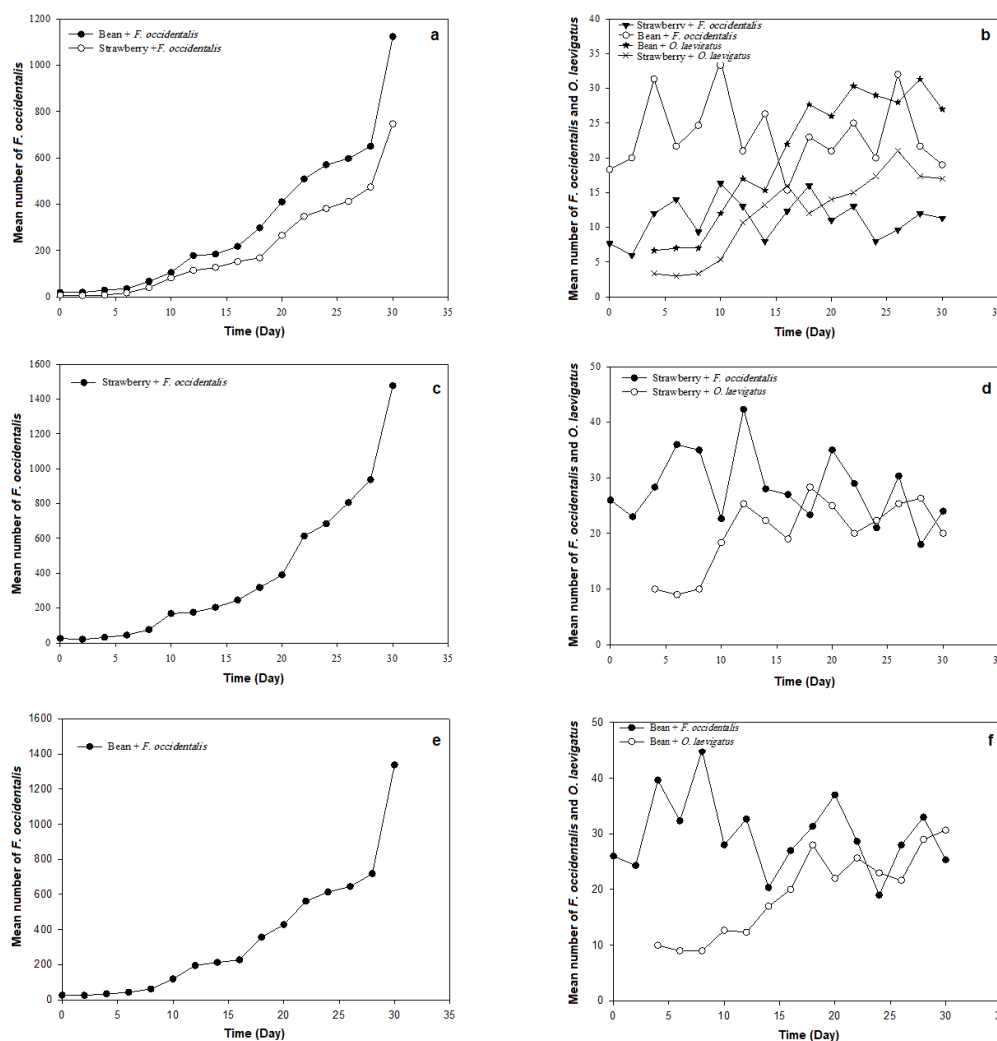 a
Bean + F. occidentalis
Strawberry +F. occidentalis
Mean number of F. occidentalis
1200
1000
800
600
400
200
0
0 5 10 15 20 25 30 35
Time (Day)
b
Strawberry + F. occidentalis
Bean + F. occidentalis
Bean + O. laevigatus
Strawberry + O. laevigatus
Mean number of F. occidentalis and O. laevigatus
40
35
30
25
20
15
10
5
0
0 5 10 15 20 25 30 35
Time (Day)
c
Strawberry + F. occidentalis
Mean number of F. occidentalis
1600
1400
1200
1000
800
600
400
200
0
0 5 10 15 20 25 30 35
Time (Day)
d
Strawberry + F. occidentalis
Strawberry + O. laevigatus
Mean number of F. occidentalis and O. laevigatus
50
40
30
20
10
0
0 5 10 15 20 25 30 35
Time (Day)
e
Bean + F. occidentalis
Mean number of F. occidentalis
1600
1400
1200
1000
800
600
400
200
0
0 5 10 15 20 25 30 35
Time (Day)
f
Bean + F. occidentalis
Bean + O. laevigatus
Mean number of F. occidentalis and O. laevigatus
50
40
30
20
10
0
0 5 10 15 20 25 30 35
Time (Day)